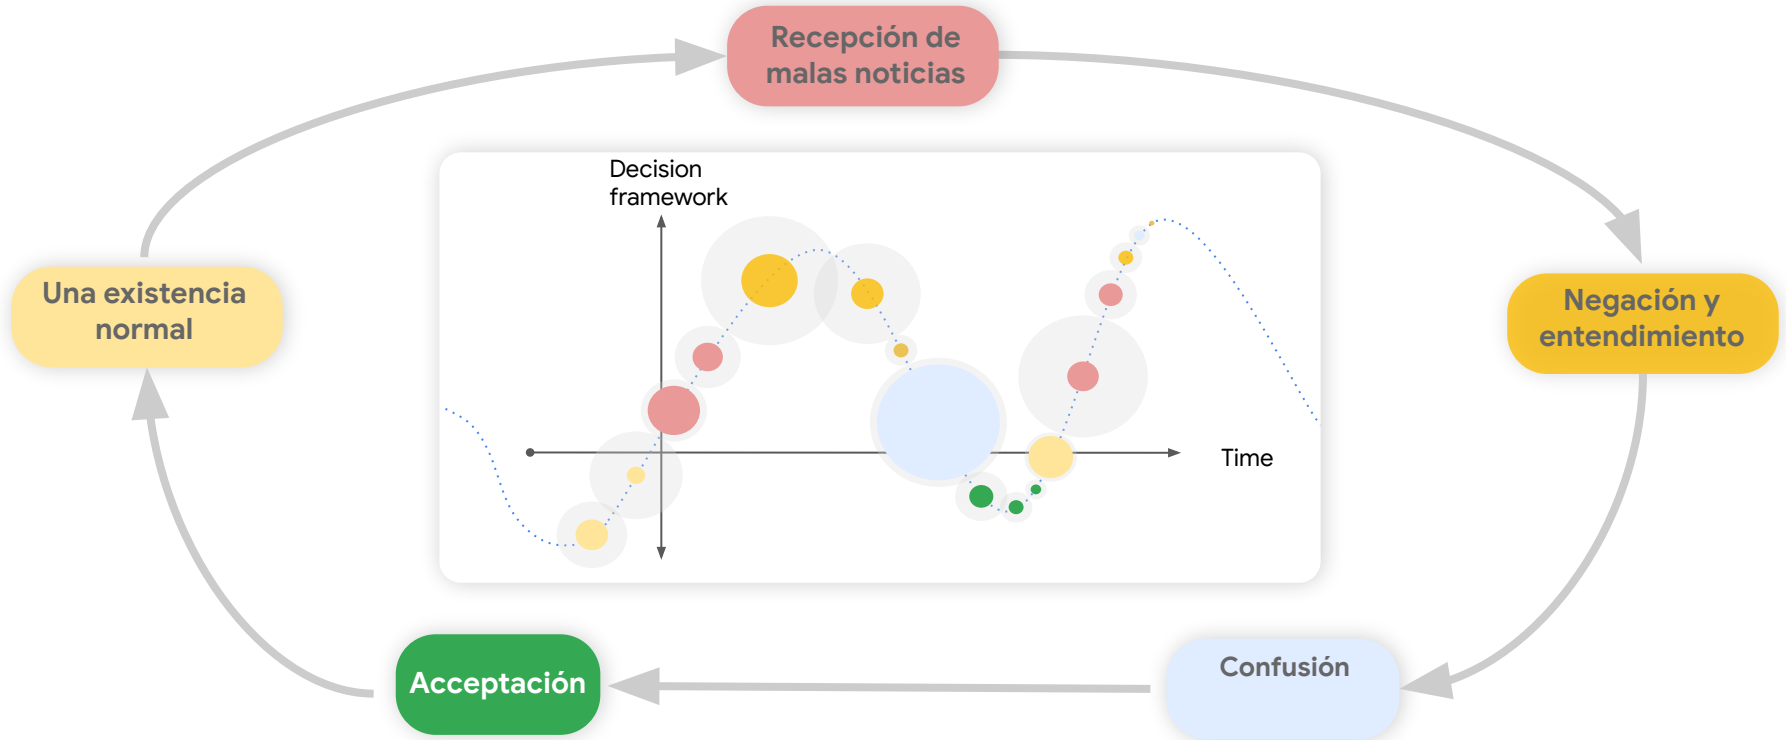 Recepción de
malas noticias
Decision
framework
Una existencia
normal
Negación y
entendimiento
Time
Acceptación
Confusión